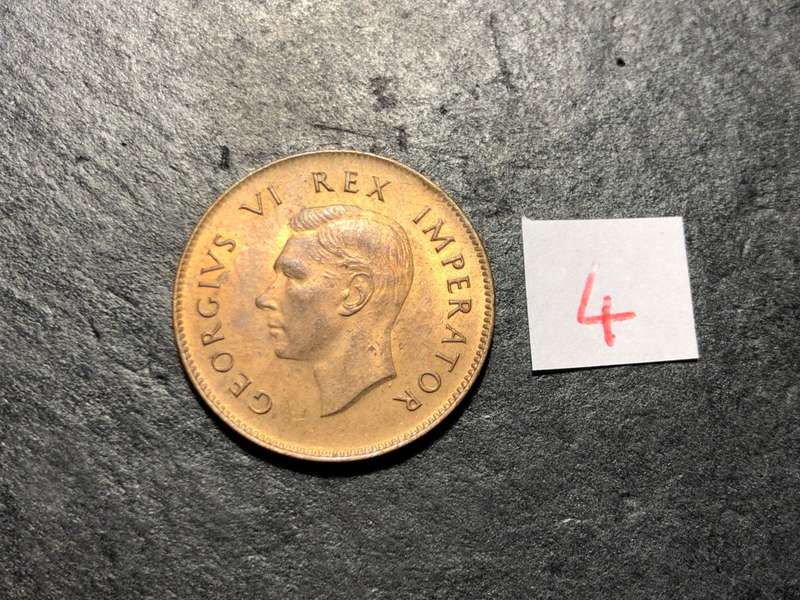 GEORGIVS VI REX IMPERATOR
4